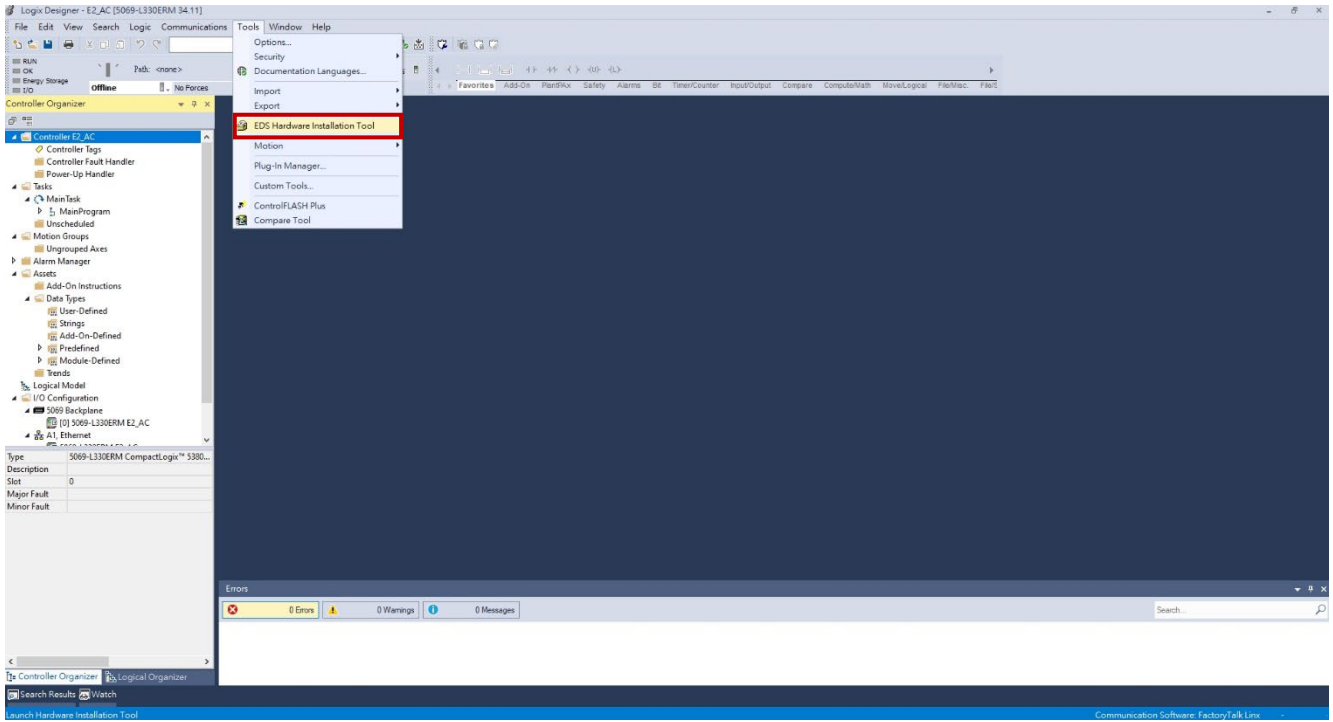 Logix Designer - E2_AC [5069-L330ERM 34.11]
File Edit View Search Logic Communications Tools Window Help
RUN
OK
Energy Storage
I/O
Path: <none>
Offline
No Forces
Favorites Add-On PlantPAx Safety Alarms Bit Timer/Counter Input/Output Compare Compute/Math Move/Logical File/Misc.
Options...
Security
Documentation Languages...
Import
Export
EDS Hardware Installation Tool
Motion
Plug-In Manager...
Custom Tools...
ControlFLASH Plus
Compare Tool
Controller Organizer
Controller E2_AC
Controller Tags
Controller Fault Handler
Power-Up Handler
Tasks
MainTask
MainProgram
Unscheduled
Motion Groups
Ungrouped Axes
Alarm Manager
Assets
Add-On Instructions
Data Types
User-Defined
Strings
Add-On-Defined
Predefined
Module-Defined
Trends
Logical Model
I/O Configuration
5069 Backplane
[0] 5069-L330ERM E2_AC
A1, Ethernet
Type 5069-L330ERM CompactLogix™ 5380...
Description
Slot 0
Major Fault
Minor Fault
Errors
0 Errors 0 Warnings 0 Messages
Search...
Controller Organizer Logical Organizer
Search Results Watch
Launch Hardware Installation Tool
Communication Software: FactoryTalk Linx